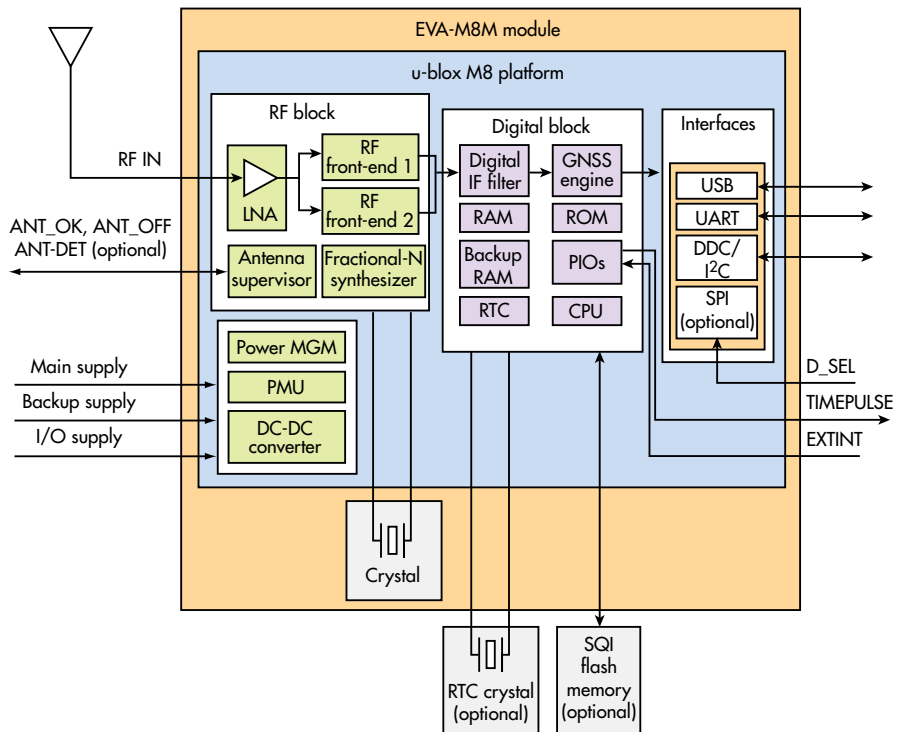 EVA-M8M module
u-blox M8 platform
RF block
RF IN
LNA
RF
front-end 1
RF
front-end 2
Antenna
supervisor
Fractional-N
synthesizer
ANT_OK, ANT_OFF
ANT-DET (optional)
Digital block
Digital
IF filter
GNSS
engine
RAM
ROM
Backup
RAM
PIOs
RTC
CPU
Interfaces
USB
UART
DDC/
I²C
SPI
(optional)
Power MGM
PMU
DC-DC
converter
Main supply
Backup supply
I/O supply
D_SEL
TIMEPULSE
EXTINT
Crystal
RTC crystal
(optional)
SQI
flash
memory
(optional)